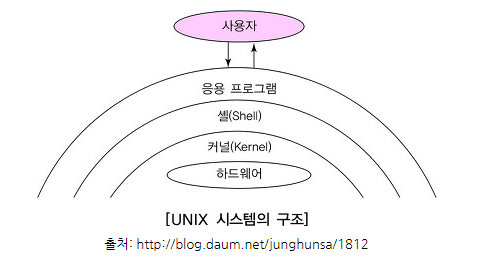 사용자
응용 프로그램
셸(Shell)
커널(Kernel)
하드웨어
[UNIX 시스템의 구조]
출처: http://blog.daum.net/junghunsa/1812